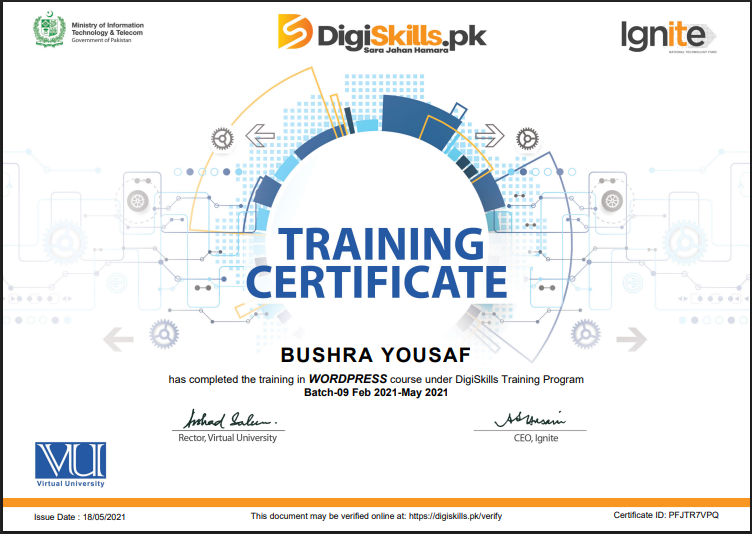 Ministry of Information
Technology & Telecom
Government of Pakistan
DigiSkills.pk
Sara Jahan Hamara
Ignite
NATIONAL TECHNOLOGY FUND
TRAINING
CERTIFICATE
BUSHRA YOUSAF
has completed the training in WORDPRESS course under DigiSkills Training Program
Batch-09 Feb 2021-May 2021
Rector, Virtual University
CEO, Ignite
VU
Virtual University
Issue Date : 18/05/2021
This document may be verified online at: https://digiskills.pk/verify
Certificate ID: PFJTR7VPQ